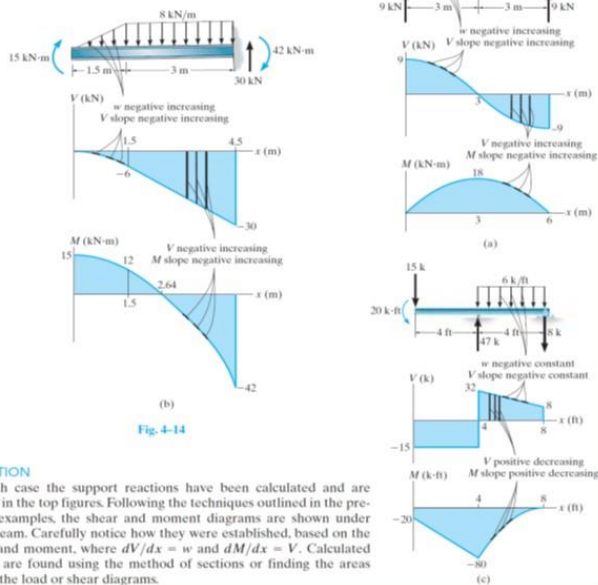 8 kN/m
15 kN·m
42 kN·m
1.5 m
3 m
30 kN
V (kN)
w negative increasing
V slope negative increasing
1.5
4.5
x (m)
−6
−30
M (kN·m)
V negative increasing
M slope negative increasing
15
12
2.64
x (m)
1.5
−42
(b)
Fig. 4–14
TION
h case the support reactions have been calculated and are
in the top figures. Following the techniques outlined in the pre-
examples, the shear and moment diagrams are shown under
eam. Carefully notice how they were established, based on the
and moment, where dV/dx = w and dM/dx = V. Calculated
are found using the method of sections or finding the areas
the load or shear diagrams.
9 kN
3 m
3 m
9 kN
w negative increasing
V slope negative increasing
V (kN)
9
x (m)
3
−9
V negative increasing
M slope negative increasing
M (kN·m)
18
x (m)
3
6
(a)
15 k
6 k/ft
20 k·ft
4 ft
4 ft
8 k
47 k
w negative constant
V slope negative constant
V (k)
32
8
x (ft)
4
8
−15
V positive decreasing
M slope positive decreasing
M (k·ft)
4
8
x (ft)
−20
−80
(c)